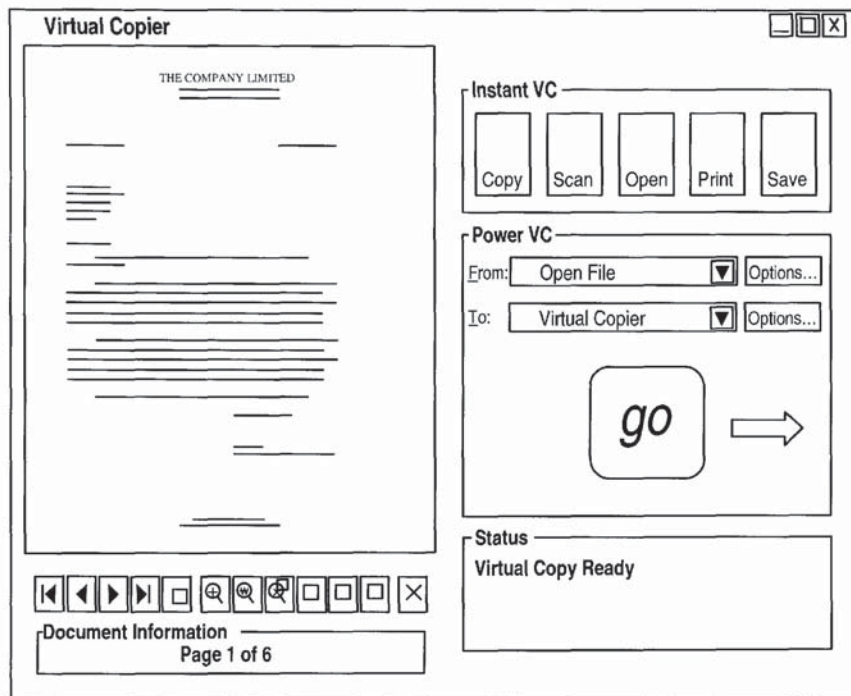 Virtual Copier
THE COMPANY LIMITED
Instant VC
Copy
Scan
Open
Print
Save
Power VC
From:
Open File
Options...
To:
Virtual Copier
Options...
go
Status
Virtual Copy Ready
Document Information
Page 1 of 6